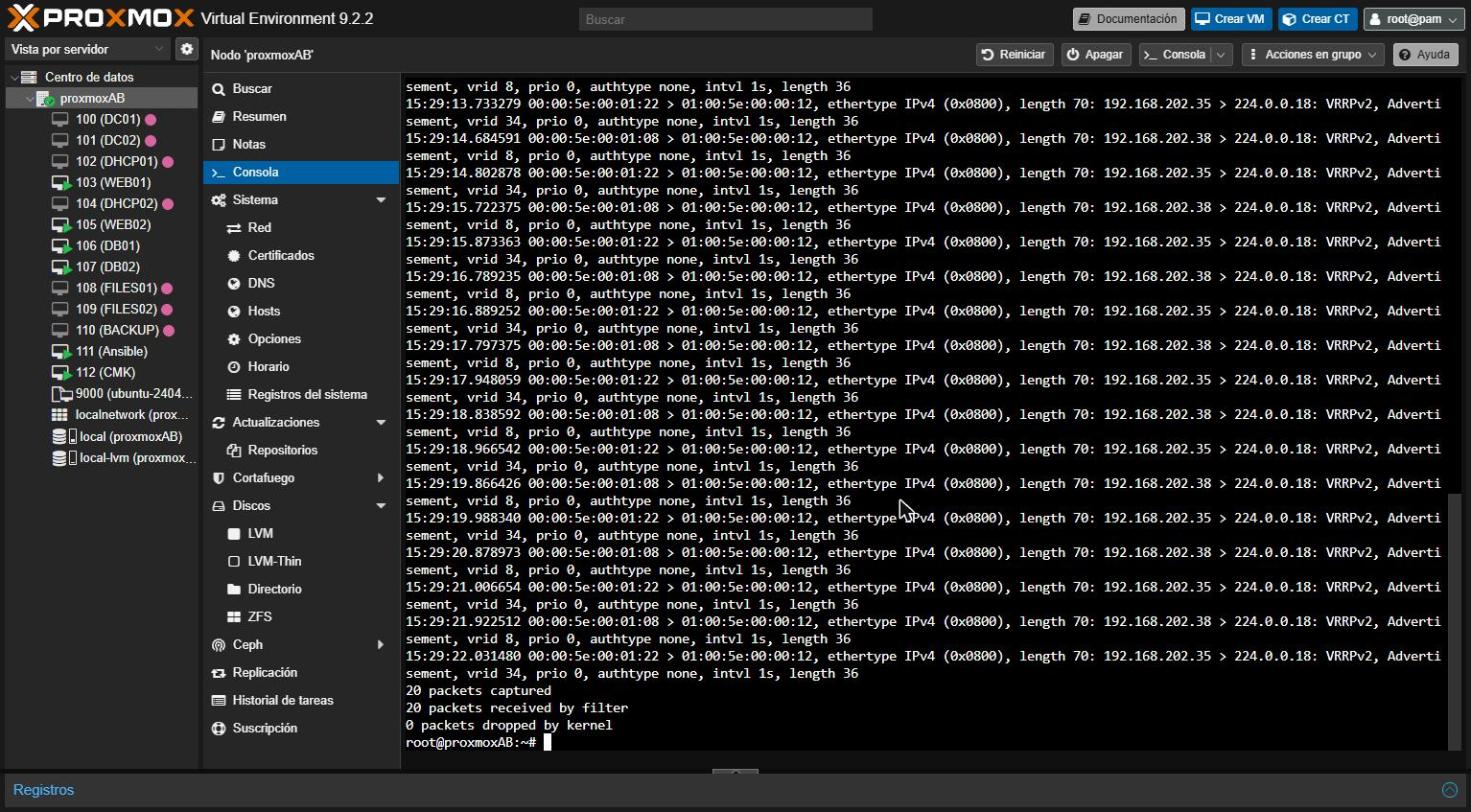 PROXMOX Virtual Environment 9.2.2
Buscar
Documentación
Crear VM
Crear CT
root@pam
Vista por servidor
Nodo 'proxmoxAB'
Reiniciar
Apagar
Consola
Acciones en grupo
Ayuda
Centro de datos
proxmoxAB
100 (DC01)
101 (DC02)
102 (DHCP01)
103 (WEB01)
104 (DHCP02)
105 (WEB02)
106 (DB01)
107 (DB02)
108 (FILES01)
109 (FILES02)
110 (BACKUP)
111 (Ansible)
112 (CMK)
9000 (ubuntu-2404...
localnetwork (prox...
local (proxmoxAB)
local-lvm (proxmox...
Buscar
Resumen
Notas
Consola
Sistema
Red
Certificados
DNS
Hosts
Opciones
Horario
Registros del sistema
Actualizaciones
Repositorios
Cortafuego
Discos
LVM
LVM-Thin
Directorio
ZFS
Ceph
Replicación
Historial de tareas
Suscripción
sement, vrid 8, prio 0, authtype none, intvl 1s, length 36
15:29:13.733279 00:00:5e:00:01:22 > 01:00:5e:00:00:12, ethertype IPv4 (0x0800), length 70: 192.168.202.35 > 224.0.0.18: VRRPv2, Adverti
sement, vrid 34, prio 0, authtype none, intvl 1s, length 36
15:29:14.684591 00:00:5e:00:01:08 > 01:00:5e:00:00:12, ethertype IPv4 (0x0800), length 70: 192.168.202.38 > 224.0.0.18: VRRPv2, Adverti
sement, vrid 8, prio 0, authtype none, intvl 1s, length 36
15:29:14.802878 00:00:5e:00:01:22 > 01:00:5e:00:00:12, ethertype IPv4 (0x0800), length 70: 192.168.202.35 > 224.0.0.18: VRRPv2, Adverti
sement, vrid 34, prio 0, authtype none, intvl 1s, length 36
15:29:15.722375 00:00:5e:00:01:08 > 01:00:5e:00:00:12, ethertype IPv4 (0x0800), length 70: 192.168.202.38 > 224.0.0.18: VRRPv2, Adverti
sement, vrid 8, prio 0, authtype none, intvl 1s, length 36
15:29:15.873363 00:00:5e:00:01:22 > 01:00:5e:00:00:12, ethertype IPv4 (0x0800), length 70: 192.168.202.35 > 224.0.0.18: VRRPv2, Adverti
sement, vrid 34, prio 0, authtype none, intvl 1s, length 36
15:29:16.789235 00:00:5e:00:01:08 > 01:00:5e:00:00:12, ethertype IPv4 (0x0800), length 70: 192.168.202.38 > 224.0.0.18: VRRPv2, Adverti
sement, vrid 8, prio 0, authtype none, intvl 1s, length 36
15:29:16.889252 00:00:5e:00:01:22 > 01:00:5e:00:00:12, ethertype IPv4 (0x0800), length 70: 192.168.202.35 > 224.0.0.18: VRRPv2, Adverti
sement, vrid 34, prio 0, authtype none, intvl 1s, length 36
15:29:17.797375 00:00:5e:00:01:08 > 01:00:5e:00:00:12, ethertype IPv4 (0x0800), length 70: 192.168.202.38 > 224.0.0.18: VRRPv2, Adverti
sement, vrid 8, prio 0, authtype none, intvl 1s, length 36
15:29:17.948059 00:00:5e:00:01:22 > 01:00:5e:00:00:12, ethertype IPv4 (0x0800), length 70: 192.168.202.35 > 224.0.0.18: VRRPv2, Adverti
sement, vrid 34, prio 0, authtype none, intvl 1s, length 36
15:29:18.838592 00:00:5e:00:01:08 > 01:00:5e:00:00:12, ethertype IPv4 (0x0800), length 70: 192.168.202.38 > 224.0.0.18: VRRPv2, Adverti
sement, vrid 8, prio 0, authtype none, intvl 1s, length 36
15:29:18.966542 00:00:5e:00:01:22 > 01:00:5e:00:00:12, ethertype IPv4 (0x0800), length 70: 192.168.202.35 > 224.0.0.18: VRRPv2, Adverti
sement, vrid 34, prio 0, authtype none, intvl 1s, length 36
15:29:19.866426 00:00:5e:00:01:08 > 01:00:5e:00:00:12, ethertype IPv4 (0x0800), length 70: 192.168.202.38 > 224.0.0.18: VRRPv2, Adverti
sement, vrid 8, prio 0, authtype none, intvl 1s, length 36
15:29:19.988340 00:00:5e:00:01:22 > 01:00:5e:00:00:12, ethertype IPv4 (0x0800), length 70: 192.168.202.35 > 224.0.0.18: VRRPv2, Adverti
sement, vrid 34, prio 0, authtype none, intvl 1s, length 36
15:29:20.878973 00:00:5e:00:01:08 > 01:00:5e:00:00:12, ethertype IPv4 (0x0800), length 70: 192.168.202.38 > 224.0.0.18: VRRPv2, Adverti
sement, vrid 8, prio 0, authtype none, intvl 1s, length 36
15:29:21.006654 00:00:5e:00:01:22 > 01:00:5e:00:00:12, ethertype IPv4 (0x0800), length 70: 192.168.202.35 > 224.0.0.18: VRRPv2, Adverti
sement, vrid 34, prio 0, authtype none, intvl 1s, length 36
15:29:21.922512 00:00:5e:00:01:08 > 01:00:5e:00:00:12, ethertype IPv4 (0x0800), length 70: 192.168.202.38 > 224.0.0.18: VRRPv2, Adverti
sement, vrid 8, prio 0, authtype none, intvl 1s, length 36
15:29:22.031480 00:00:5e:00:01:22 > 01:00:5e:00:00:12, ethertype IPv4 (0x0800), length 70: 192.168.202.35 > 224.0.0.18: VRRPv2, Adverti
sement, vrid 34, prio 0, authtype none, intvl 1s, length 36
20 packets captured
20 packets received by filter
0 packets dropped by kernel
root@proxmoxAB:~#
Registros